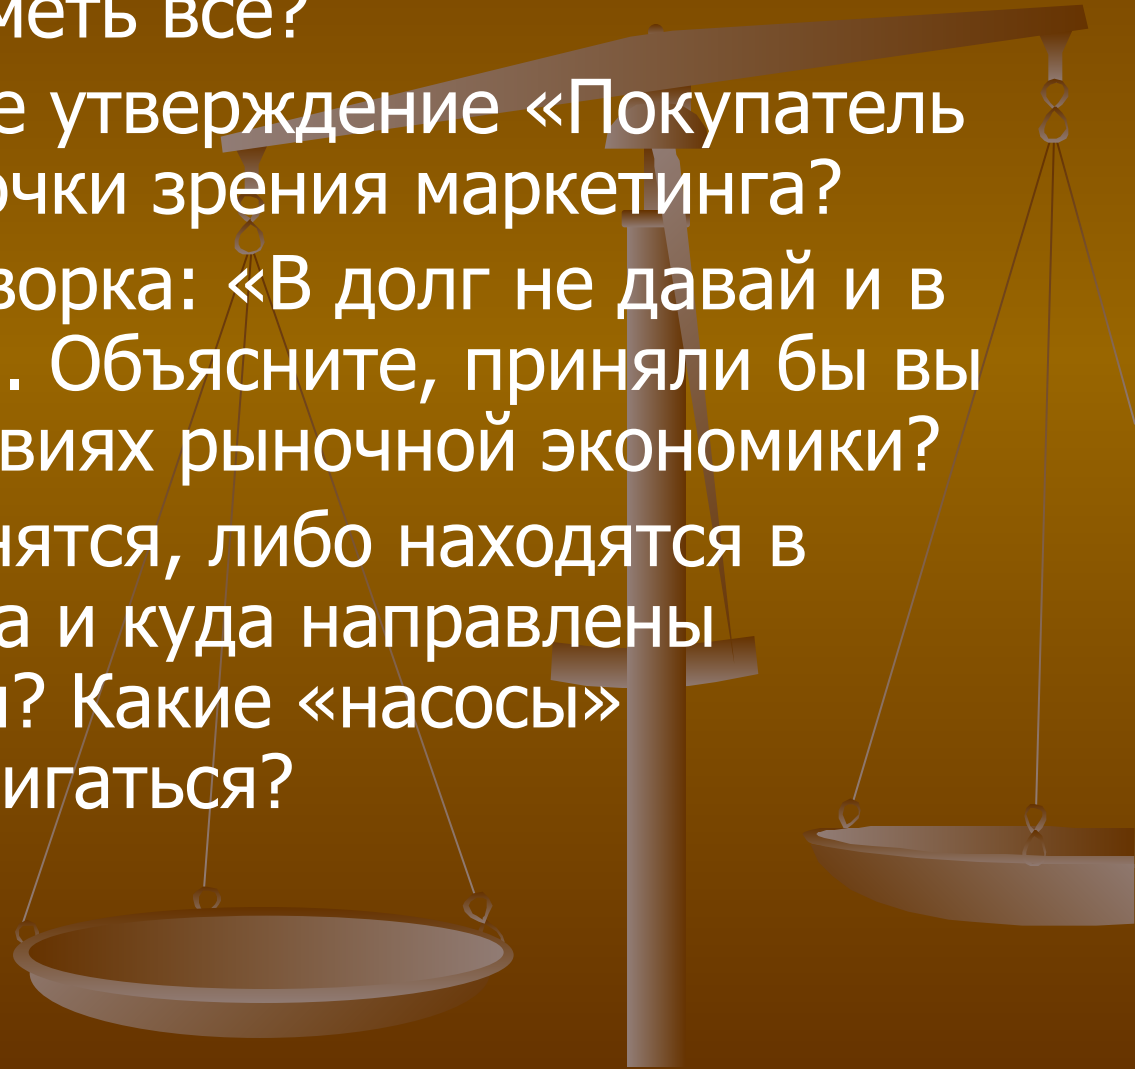 меть все?
е утверждение «Покупатель
очки зрения маркетинга?
ворка: «В долг не давай и в
. Объясните, приняли бы вы
виях рыночной экономики?
нятся, либо находятся в
а и куда направлены
и? Какие «насосы»
игаться?